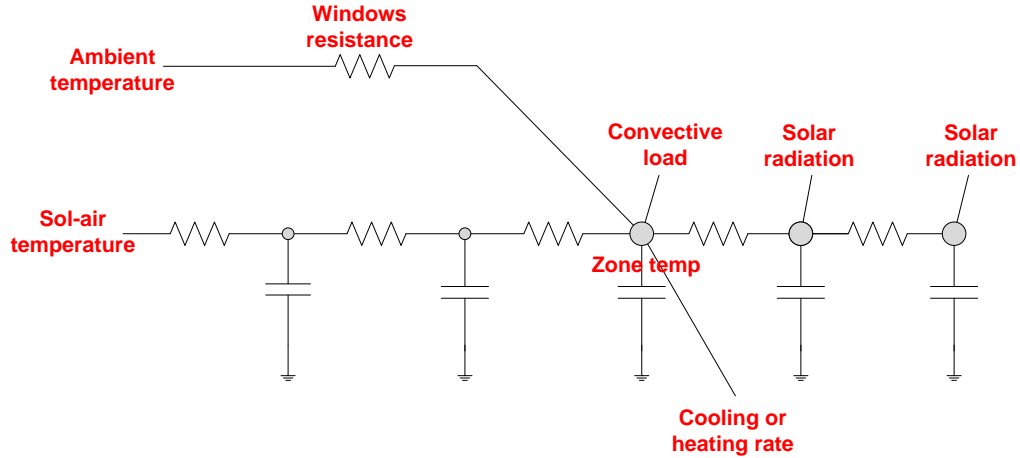 Windows
resistance
Ambient
temperature
Convective
load
Solar
radiation
Solar
radiation
Sol-air
temperature
Zone temp
Cooling or
heating rate